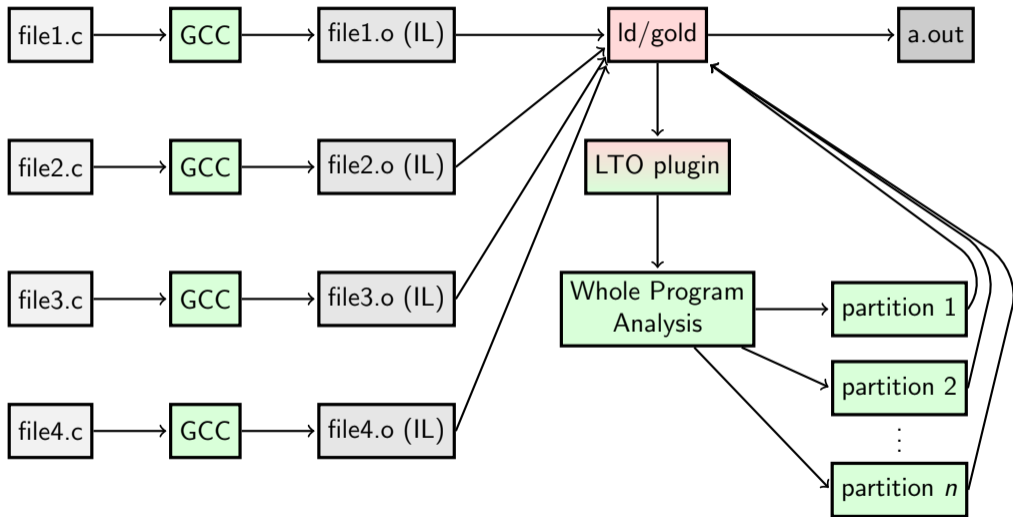 file1.c
GCC
file1.o (IL)
ld/gold
a.out
file2.c
GCC
file2.o (IL)
LTO plugin
file3.c
GCC
file3.o (IL)
Whole Program
Analysis
partition 1
partition 2
file4.c
GCC
file4.o (IL)
partition n